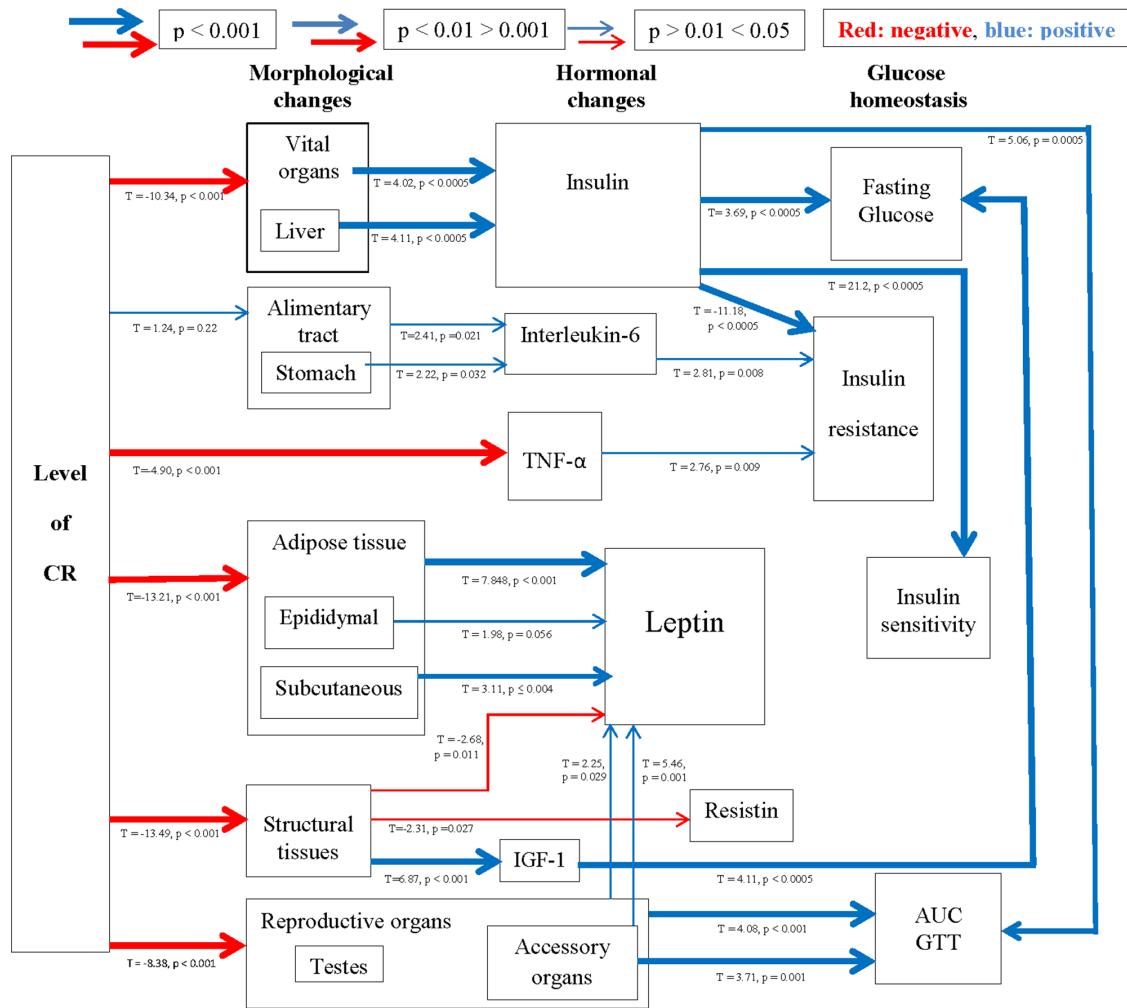 p < 0.001
p < 0.01 > 0.001
p > 0.01 < 0.05
Red: negative, blue: positive
Morphological
changes
Hormonal
changes
Glucose
homeostasis
Level
of
CR
T = -10.34, p < 0.001
Vital
organs
Liver
T = 4.02, p < 0.0005
T = 4.11, p < 0.0005
Insulin
T = 5.06, p = 0.0005
T= 3.69, p < 0.0005
Fasting
Glucose
T = 21.2, p < 0.0005
T = -11.18,
p < 0.0005
T = 1.24, p = 0.22
Alimentary
tract
Stomach
T=2.41, p =0.021
T = 2.22, p = 0.032
Interleukin-6
T = 2.81, p = 0.008
Insulin
resistance
T=-4.90, p < 0.001
TNF-α
T = 2.76, p = 0.009
T=-13.21, p < 0.001
Adipose tissue
Epididymal
Subcutaneous
T = 7.848, p < 0.001
T = 1.98, p = 0.056
T = 3.11, p ≤ 0.004
Leptin
Insulin
sensitivity
T = -2.68,
p = 0.011
T = 2.25,
p = 0.029
T = 5.46,
p = 0.001
T = -13.49, p < 0.001
Structural
tissues
T=-2.31, p =0.027
Resistin
T=6.87, p < 0.001
IGF-1
T = 4.11, p < 0.0005
T = -8.38, p < 0.001
Reproductive organs
Testes
Accessory
organs
T = 4.08, p < 0.001
T = 3.71, p = 0.001
AUC
GTT